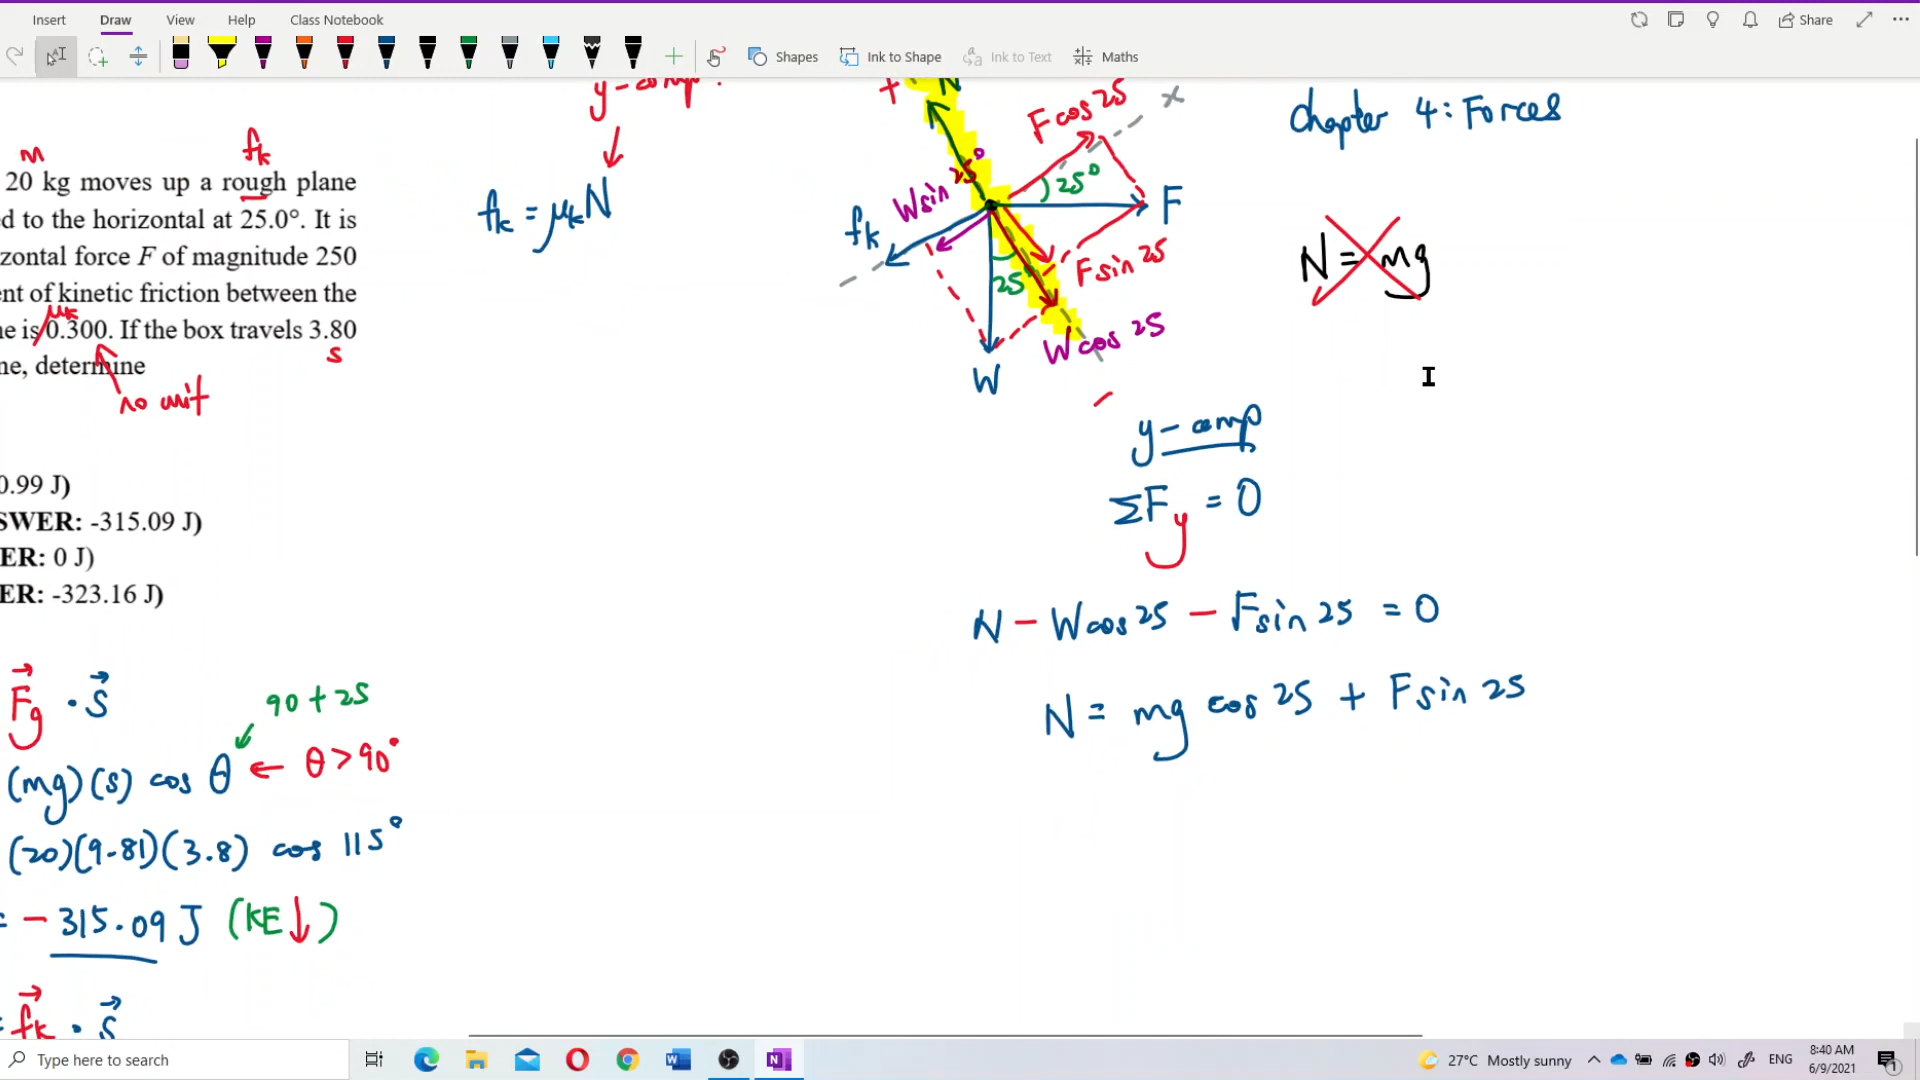 Insert Draw View Help Class Notebook
Share
Shapes Ink to Shape Ink to Text Maths
y-comp.
m
fk
20 kg moves up a rough plane
ed to the horizontal at 25.0°. It is
zontal force F of magnitude 250
ent of kinetic friction between the
μk
ne is 0.300. If the box travels 3.80
s
ne, determine
no unit
0.99 J)
SWER: -315.09 J)
ER: 0 J)
ER: -323.16 J)
Fg · s
90 + 25
(mg)(s) cos θ ← θ > 90°
(20)(9.81)(3.8) cos 115°
= - 315.09 J (KE↓)
= fk · s
fk = μkN
+ N
F cos 25
x
25°
W sin 25°
F
fk
F sin 25
25
W cos 25
W
Chapter 4: Forces
N = mg
y-comp
ΣFy = 0
N - W cos 25 - F sin 25 = 0
N = mg cos 25 + F sin 25
Type here to search
27°C Mostly sunny
ENG
8:40 AM
6/9/2021
1